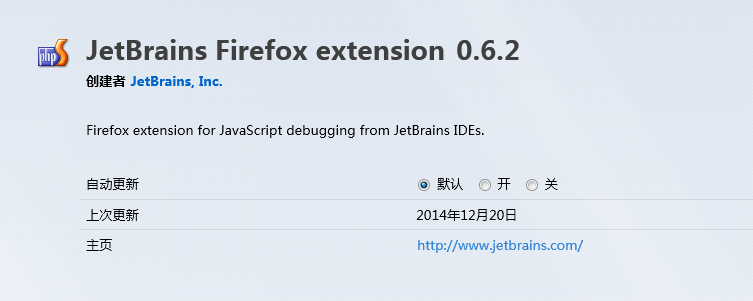 php
JetBrains Firefox extension 0.6.2
创建者 JetBrains, Inc.
Firefox extension for JavaScript debugging from JetBrains IDEs.
自动更新 默认 开 关
上次更新 2014年12月20日
主页 http://www.jetbrains.com/